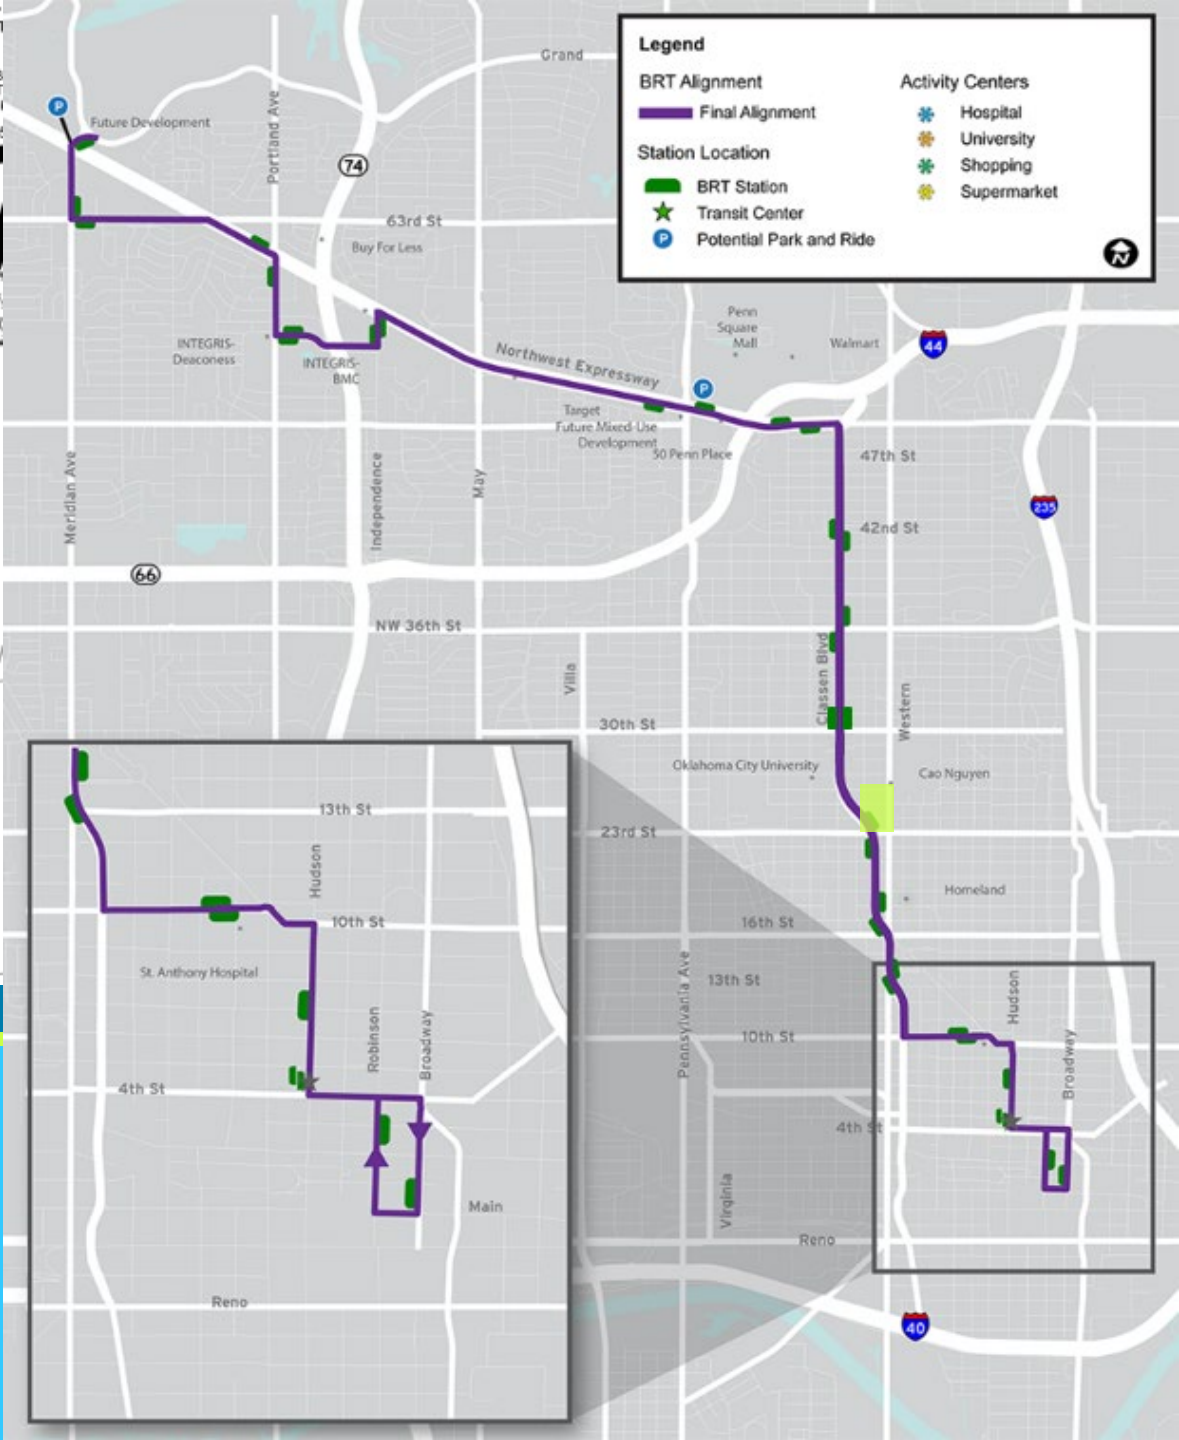 Legend
BRT Alignment
Final Alignment
Station Location
BRT Station
Transit Center
P
Potential Park and Ride
Activity Centers
Hospital
University
Shopping
Supermarket
N
Grand
P
Future Development
Portland Ave
74
63rd St
Buy For Less
INTEGRIS-
Deaconess
INTEGRIS-
BMC
Northwest Expressway
Penn
Square
Mall
Walmart
44
P
Target
Future Mixed-Use
Development
50 Penn Place
47th St
Meridian Ave
Independence
May
235
42nd St
66
NW 36th St
Villa
Classen Blvd
Western
30th St
Oklahoma City University
Cao Nguyen
23rd St
Homeland
16th St
Pennsylvania Ave
13th St
Hudson
10th St
Broadway
4th St
Virginia
Reno
40
13th St
Hudson
10th St
St. Anthony Hospital
Robinson
Broadway
4th St
Main
Reno